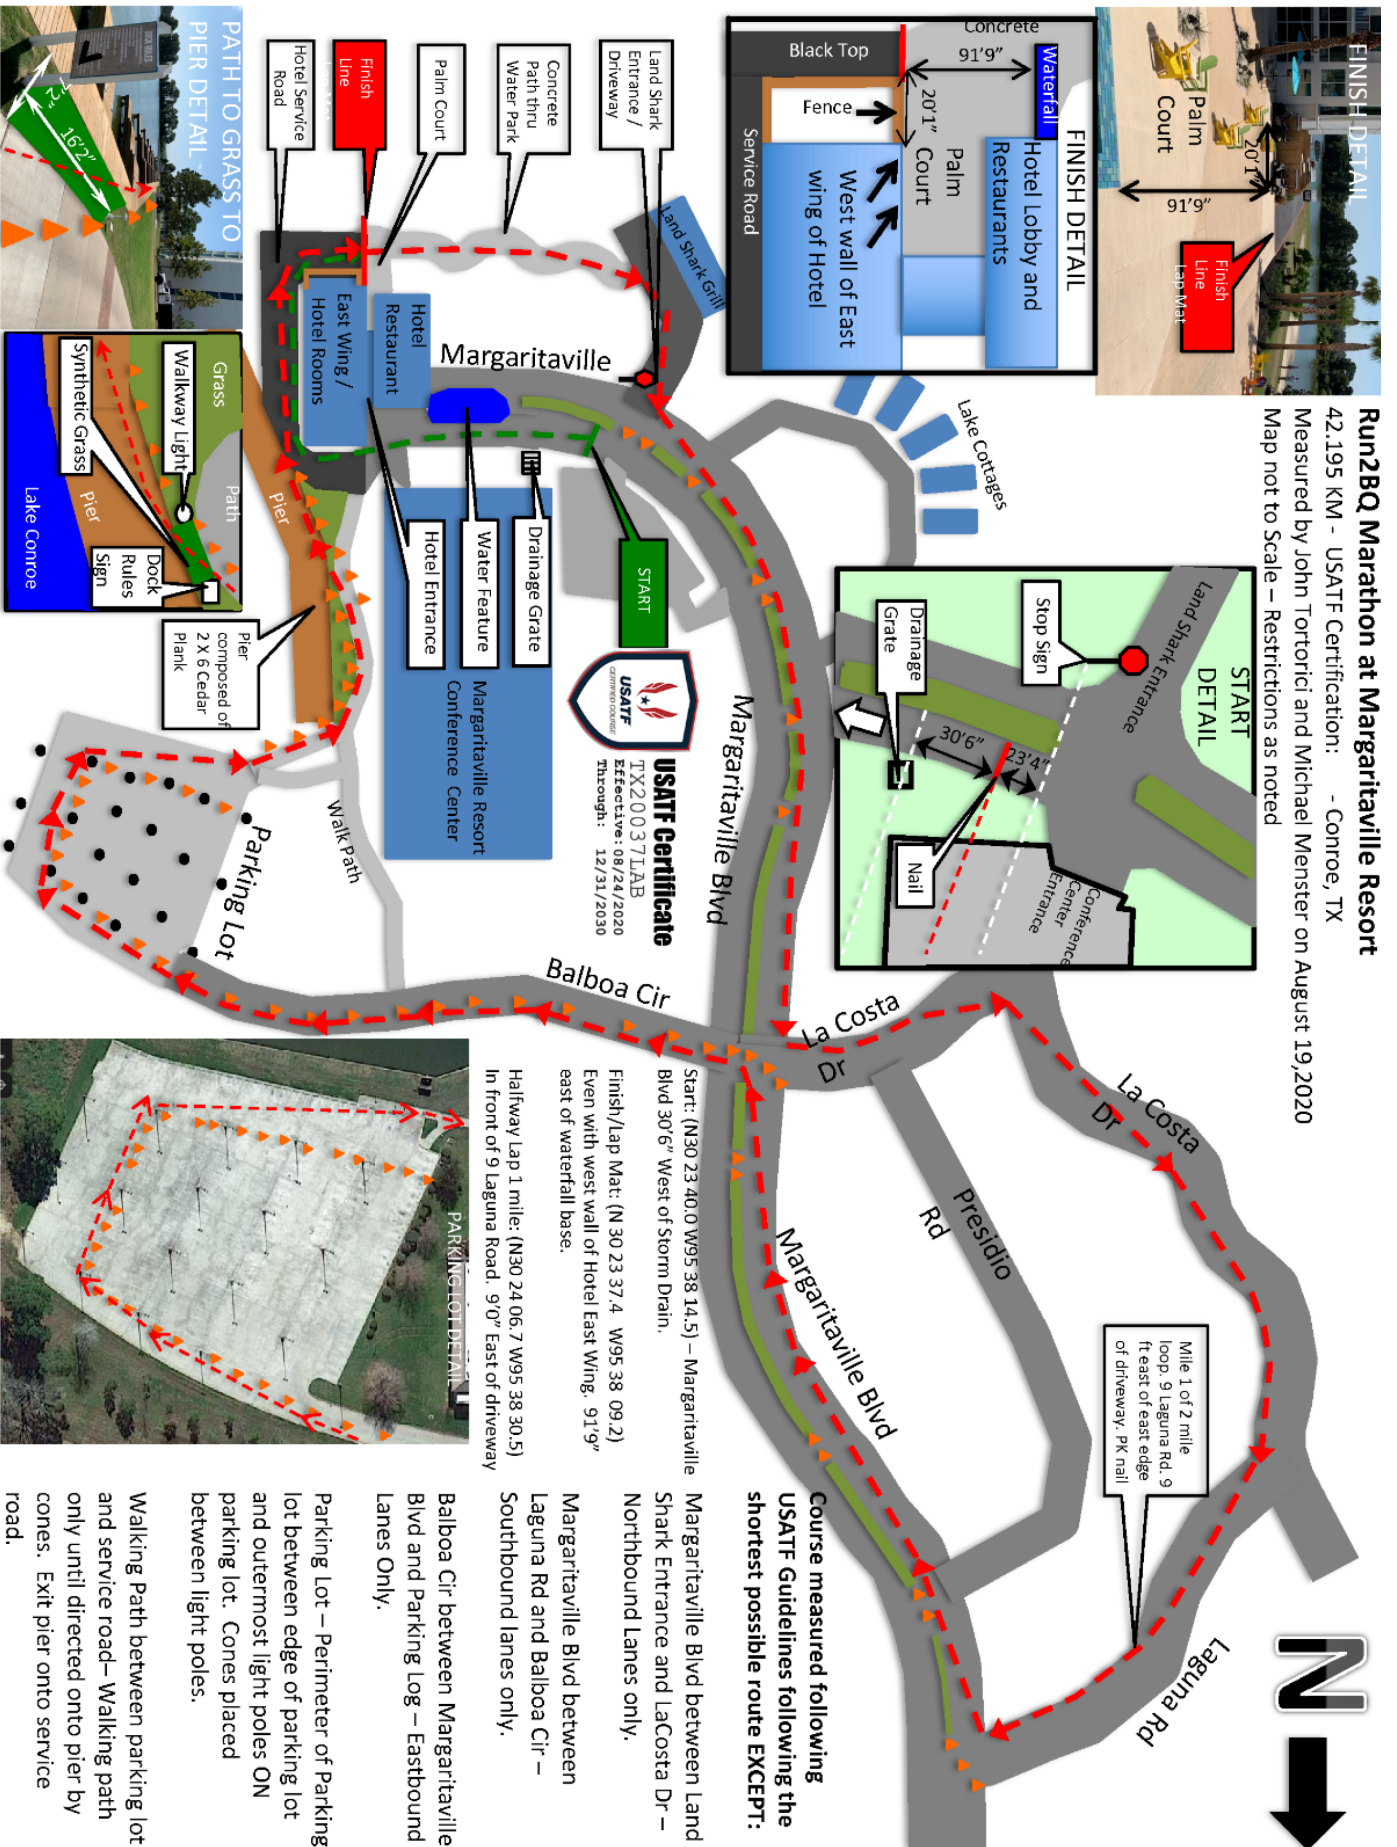 Run2BQ Marathon at Margaritaville Resort
42.195 KM - USATF Certification: - Conroe, TX
Measured by John Tortorici and Michael Menster on August 19,2020
Map not to Scale – Restrictions as noted
N
FINISH DETAIL
Palm
Court
20'1"
91'9"
Finish
Line
Lap Mat
FINISH DETAIL
Concrete
91'9"
Waterfall
Hotel Lobby and
Restaurants
Black Top
20'1"
Palm
Court
Fence
West wall of East
wing of Hotel
Service Road
START
DETAIL
Land Shark Entrance
Stop Sign
Drainage
Grate
30'6"
23'4"
Nail
Conference
Center
Entrance
Lake Cottages
Land Shark Grill
Land Shark
Entrance /
Driveway
Concrete
Path thru
Water Park
Palm Court
Finish
Line
Hotel Service
Road
PATH TO GRASS TO
PIER DETAIL
DOCK RULES
7'2"
16'2"
Margaritaville
Hotel
Restaurant
East Wing /
Hotel Rooms
START
Drainage Grate
Water Feature
Hotel Entrance
Margaritaville Resort
Conference Center
USATF
CERTIFIED COURSE
USATF Certificate
TX20037LAB
Effective: 08/24/2020
Through: 12/31/2030
Margaritaville Blvd
La Costa
Dr
La Costa
Dr
Presidio
Rd
Mile 1 of 2 mile
loop. 9 Laguna Rd. 9
ft east of east edge
of driveway. PK nail
Laguna Rd
Margaritaville Blvd
Balboa Cir
Walk Path
Parking Lot
Pier
Pier
composed of
2 X 6 Cedar
Plank
Grass
Path
Walkway Light
Synthetic Grass
Pier
Dock
Rules
Sign
Lake Conroe
PARKING LOT DETAIL
Start: (N30 23 40.0 W95 38 14.5) – Margaritaville
Blvd 30'6" West of Storm Drain.
Finish/Lap Mat: (N 30 23 37.4 W95 38 09.2)
Even with west wall of Hotel East Wing. 91'9"
east of waterfall base.
Halfway Lap 1 mile: (N30 24 06.7 W95 38 30.5)
In front of 9 Laguna Road. 9'0" East of driveway
Course measured following
USATF Guidelines following the
shortest possible route EXCEPT:
Margaritaville Blvd between Land
Shark Entrance and LaCosta Dr –
Northbound Lanes only.
Margaritaville Blvd between
Laguna Rd and Balboa Cir –
Southbound lanes only.
Balboa Cir between Margaritaville
Blvd and Parking Log – Eastbound
Lanes Only.
Parking Lot – Perimeter of Parking
lot between edge of parking lot
and outermost light poles ON
parking lot. Cones placed
between light poles.
Walking Path between parking lot
and service road– Walking path
only until directed onto pier by
cones. Exit pier onto service
road.